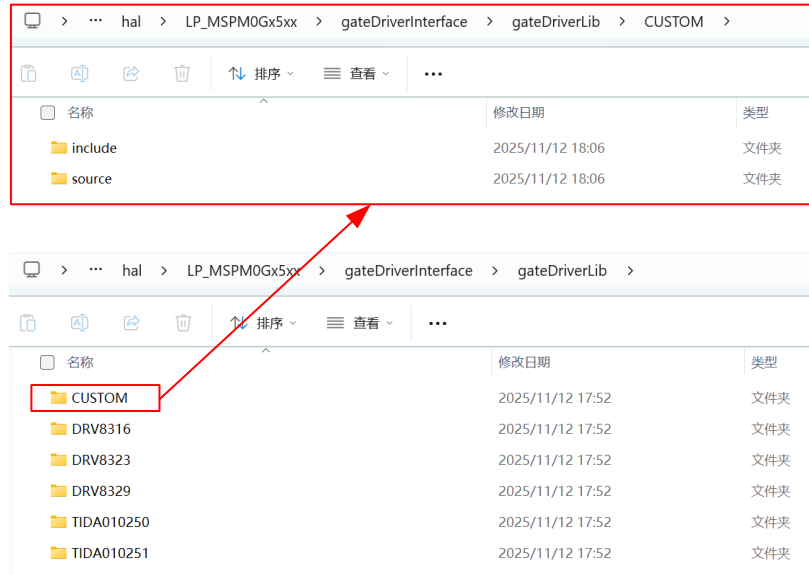 > ··· hal > LP_MSPM0Gx5xx > gateDriverInterface > gateDriverLib > CUSTOM >
排序 查看 ···
名称 修改日期 类型
include 2025/11/12 18:06 文件夹
source 2025/11/12 18:06 文件夹
> ··· hal > LP_MSPM0Gx5xx > gateDriverInterface > gateDriverLib >
排序 查看 ···
名称 修改日期 类型
CUSTOM 2025/11/12 17:52 文件夹
DRV8316 2025/11/12 17:52 文件夹
DRV8323 2025/11/12 17:52 文件夹
DRV8329 2025/11/12 17:52 文件夹
TIDA010250 2025/11/12 17:52 文件夹
TIDA010251 2025/11/12 17:52 文件夹